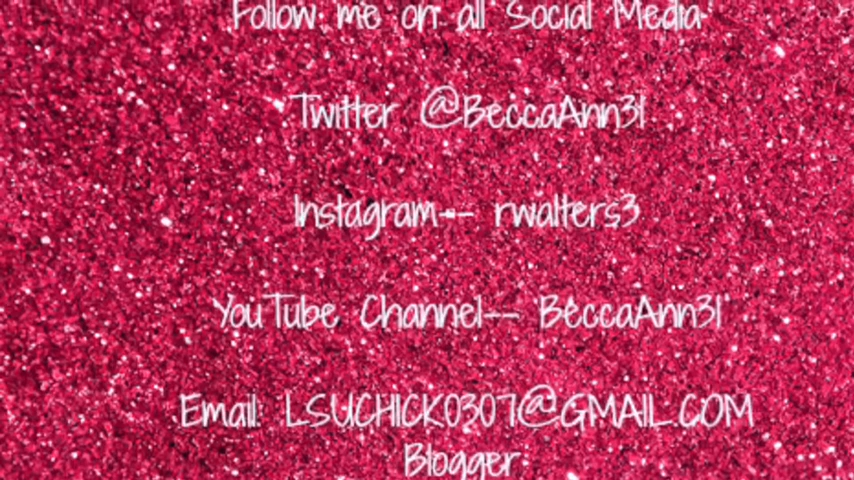 Follow me on all Social Media
Twitter @BeccaAnn31
Instagram-- rwalters3
YouTube Channel-- BeccaAnn31
Email: LSUCHICK0307@GMAIL.COM
Blogger